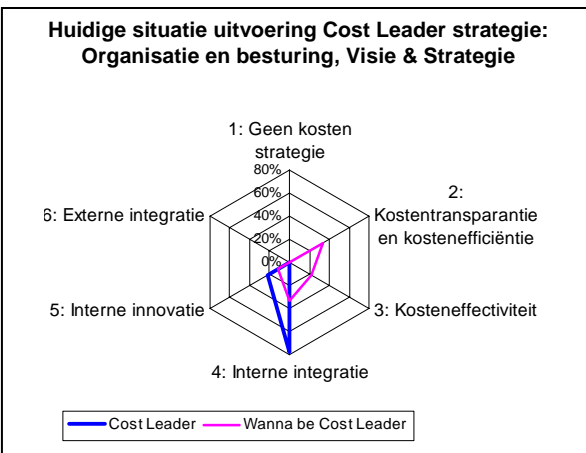 Huidige situatie uitvoering Cost Leader strategie:
Organisatie en besturing, Visie & Strategie
1: Geen kosten
strategie
80%
60%
40%
20%
0%
2:
Kostentransparantie
en kostenefficiëntie
3: Kosteneffectiviteit
4: Interne integratie
5: Interne innovatie
6: Externe integratie
Cost Leader
Wanna be Cost Leader